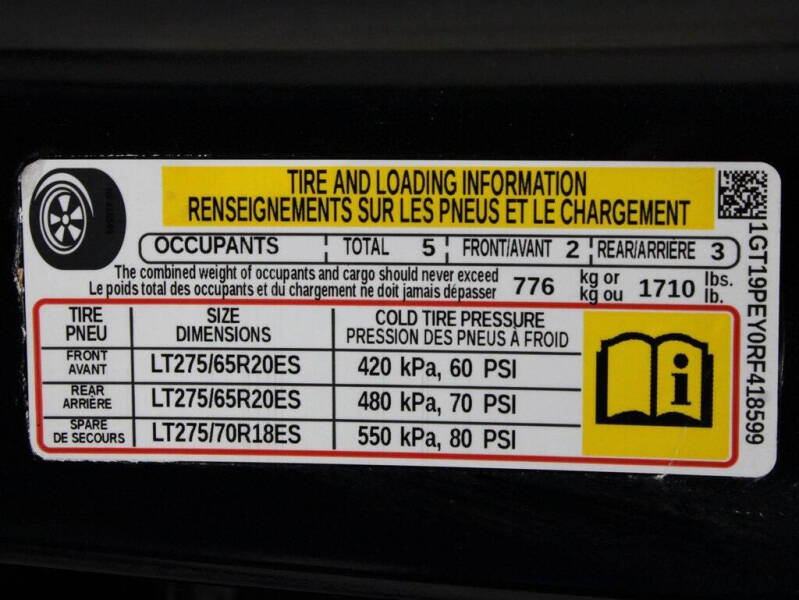 TIRE AND LOADING INFORMATION
RENSEIGNEMENTS SUR LES PNEUS ET LE CHARGEMENT
OCCUPANTS TOTAL 5 FRONT/AVANT 2 REAR/ARRIÈRE 3
The combined weight of occupants and cargo should never exceed 776 kg or 1710 lbs.
Le poids total des occupants et du chargement ne doit jamais dépasser kg ou lb.
TIRE SIZE COLD TIRE PRESSURE
PNEU DIMENSIONS PRESSION DES PNEUS À FROID
FRONT
AVANT LT275/65R20ES 420 kPa, 60 PSI
REAR
ARRIÈRE LT275/65R20ES 480 kPa, 70 PSI
SPARE
DE SECOURS LT275/70R18ES 550 kPa, 80 PSI
i
1GT19PEY0RF418599